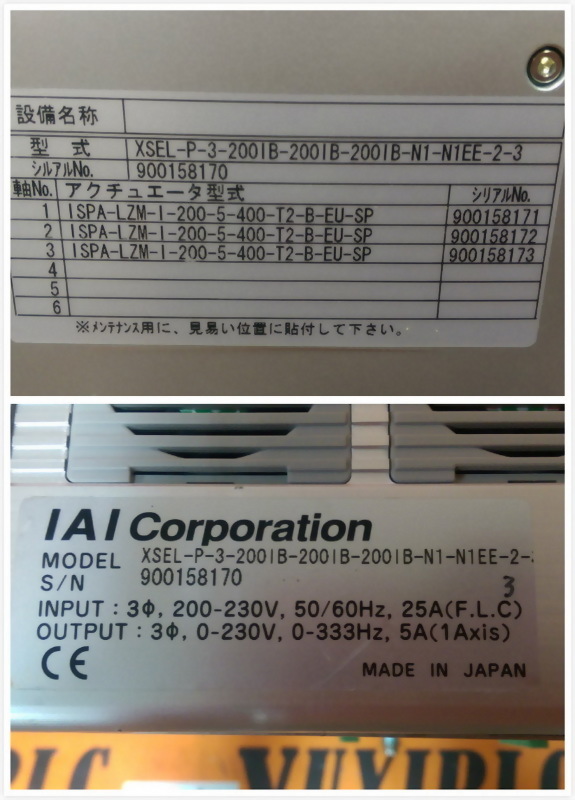 設備名称
型 式 XSEL-P-3-200IB-200IB-200IB-N1-N1EE-2-3
シルアルNo. 900158170
軸No. アクチュエータ型式 シリアルNo.
1 ISPA-LZM-I-200-5-400-T2-B-EU-SP 900158171
2 ISPA-LZM-I-200-5-400-T2-B-EU-SP 900158172
3 ISPA-LZM-I-200-5-400-T2-B-EU-SP 900158173
4
5
6
※メンテナンス用に、見易い位置に貼付して下さい。
IAI Corporation
MODEL XSEL-P-3-200IB-200IB-200IB-N1-N1EE-2-
S/N 900158170
3
INPUT : 3Φ, 200-230V, 50/60Hz, 25A(F.L.C)
OUTPUT : 3Φ, 0-230V, 0-333Hz, 5A(1Axis)
CE
MADE IN JAPAN